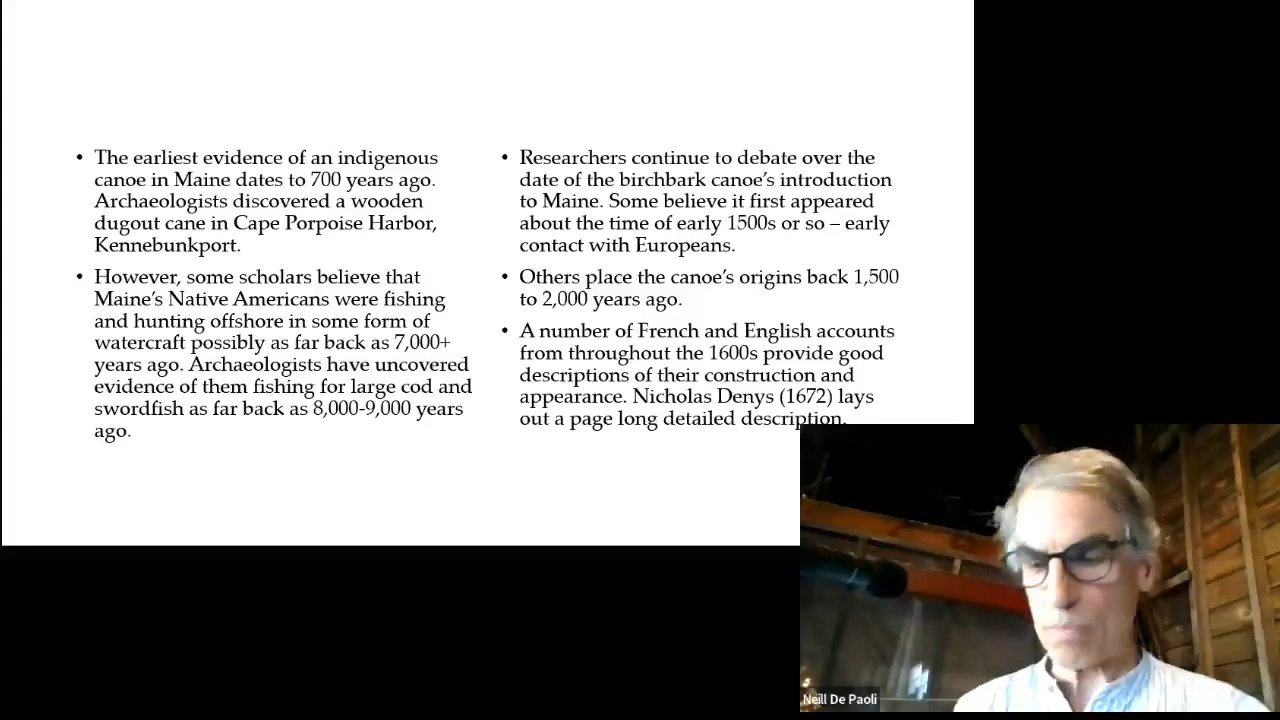 • The earliest evidence of an indigenous
canoe in Maine dates to 700 years ago.
Archaeologists discovered a wooden
dugout cane in Cape Porpoise Harbor,
Kennebunkport.
• However, some scholars believe that
Maine's Native Americans were fishing
and hunting offshore in some form of
watercraft possibly as far back as 7,000+
years ago. Archaeologists have uncovered
evidence of them fishing for large cod and
swordfish as far back as 8,000-9,000 years
ago.
• Researchers continue to debate over the
date of the birchbark canoe's introduction
to Maine. Some believe it first appeared
about the time of early 1500s or so – early
contact with Europeans.
• Others place the canoe's origins back 1,500
to 2,000 years ago.
• A number of French and English accounts
from throughout the 1600s provide good
descriptions of their construction and
appearance. Nicholas Denys (1672) lays
out a page long detailed description.
Neill De Paoli